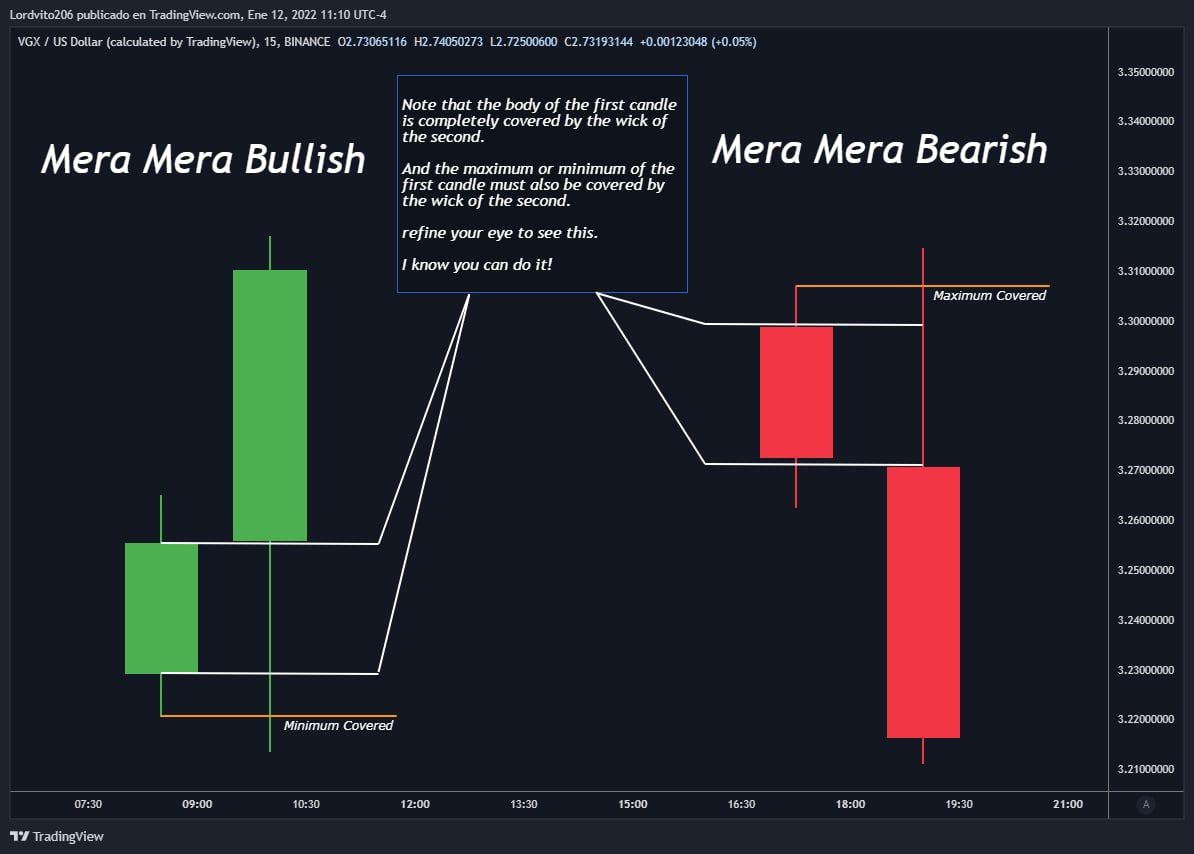 Lordvito206 publicado en TradingView.com, Ene 12, 2022 11:10 UTC-4
VGX / US Dollar (calculated by TradingView), 15, BINANCE O2.73065116 H2.74050273 L2.72500600 C2.73193144 +0.00123048 (+0.05%)
Mera Mera Bullish
Note that the body of the first candle
is completely covered by the wick of
the second.
And the maximum or minimum of the
first candle must also be covered by
the wick of the second.
refine your eye to see this.
I know you can do it!
Mera Mera Bearish
Maximum Covered
Minimum Covered
3.35000000
3.34000000
3.33000000
3.32000000
3.31000000
3.30000000
3.29000000
3.28000000
3.27000000
3.26000000
3.25000000
3.24000000
3.23000000
3.22000000
3.21000000
07:30 09:00 10:30 12:00 13:30 15:00 16:30 18:00 19:30 21:00 A
TradingView